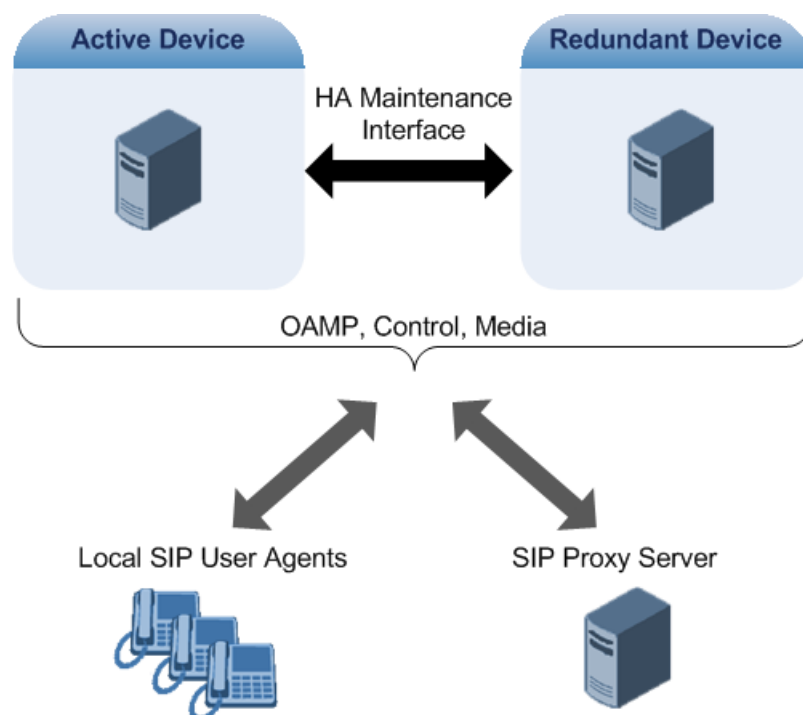 Active Device
Redundant Device
HA Maintenance
Interface
OAMP, Control, Media
Local SIP User Agents
SIP Proxy Server